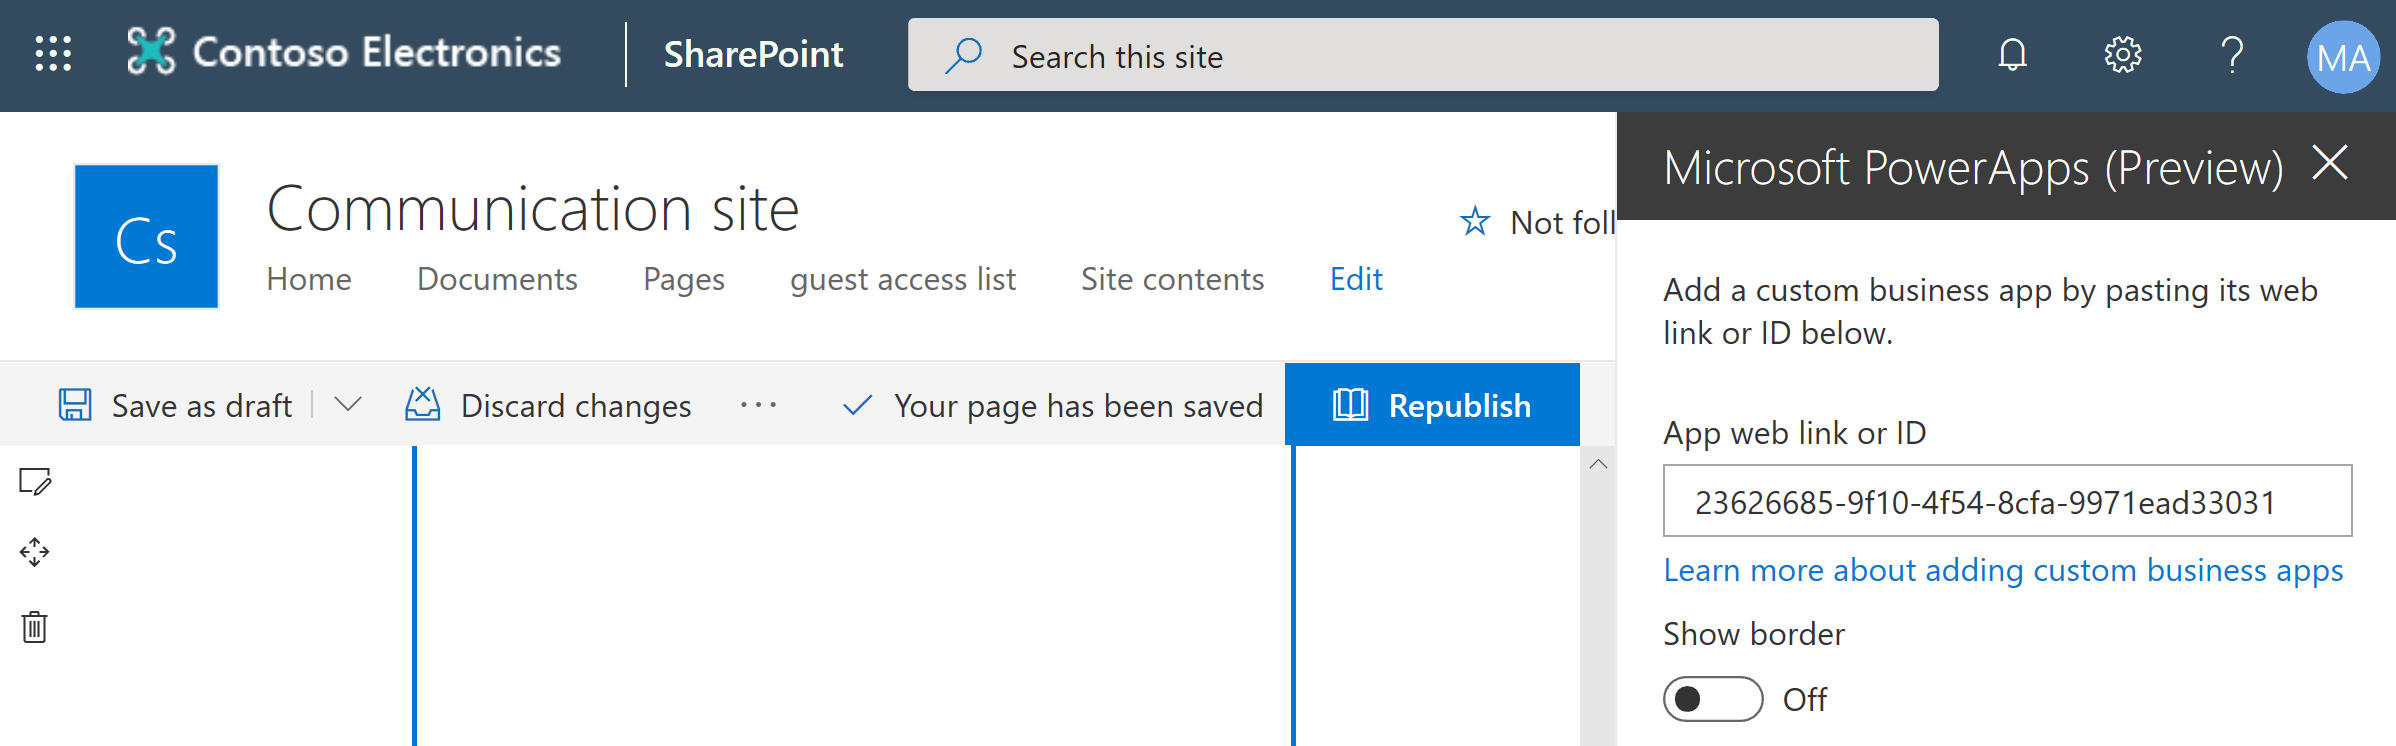 Contoso Electronics SharePoint Search this site MA
Microsoft PowerApps (Preview)
Cs
Communication site
Not foll
Home Documents Pages guest access list Site contents Edit
Save as draft Discard changes ··· Your page has been saved Republish
Add a custom business app by pasting its web
link or ID below.
App web link or ID
23626685-9f10-4f54-8cfa-9971ead33031
Learn more about adding custom business apps
Show border
Off